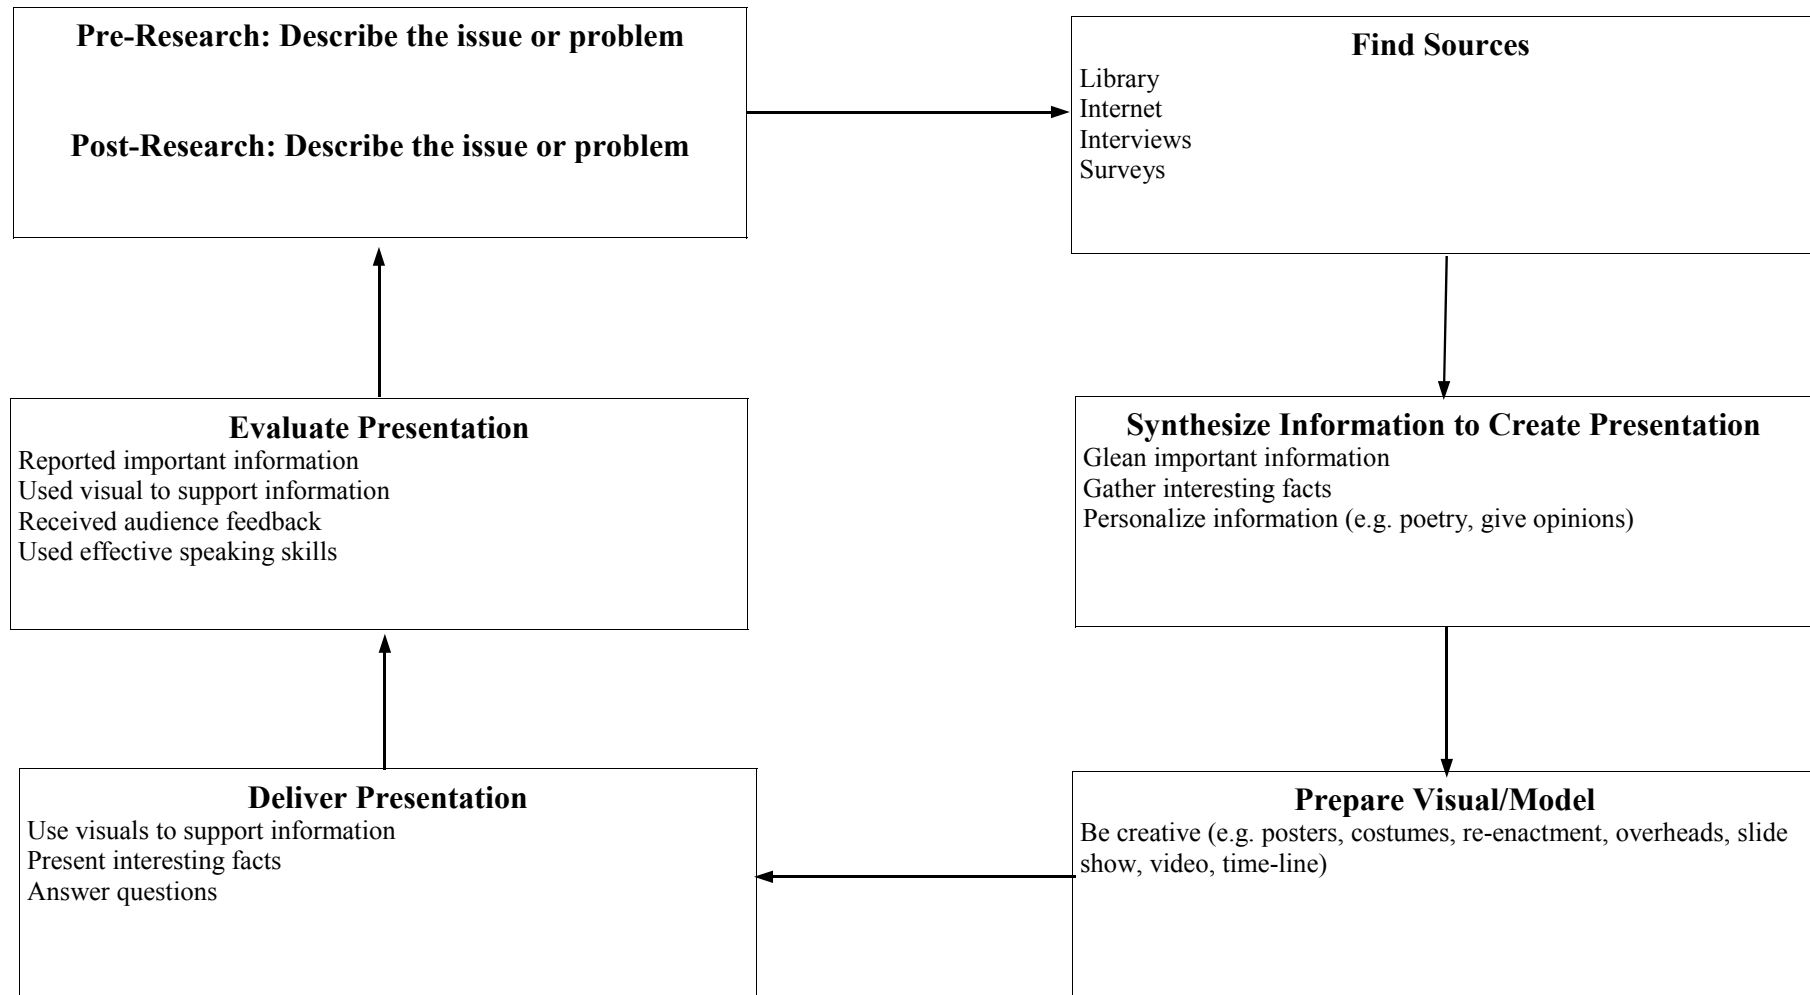 Pre-Research: Describe the issue or problem
Post-Research: Describe the issue or problem
Find Sources
Library
Internet
Interviews
Surveys
Synthesize Information to Create Presentation
Glean important information
Gather interesting facts
Personalize information (e.g. poetry, give opinions)
Prepare Visual/Model
Be creative (e.g. posters, costumes, re-enactment, overheads, slide
show, video, time-line)
Deliver Presentation
Use visuals to support information
Present interesting facts
Answer questions
Evaluate Presentation
Reported important information
Used visual to support information
Received audience feedback
Used effective speaking skills